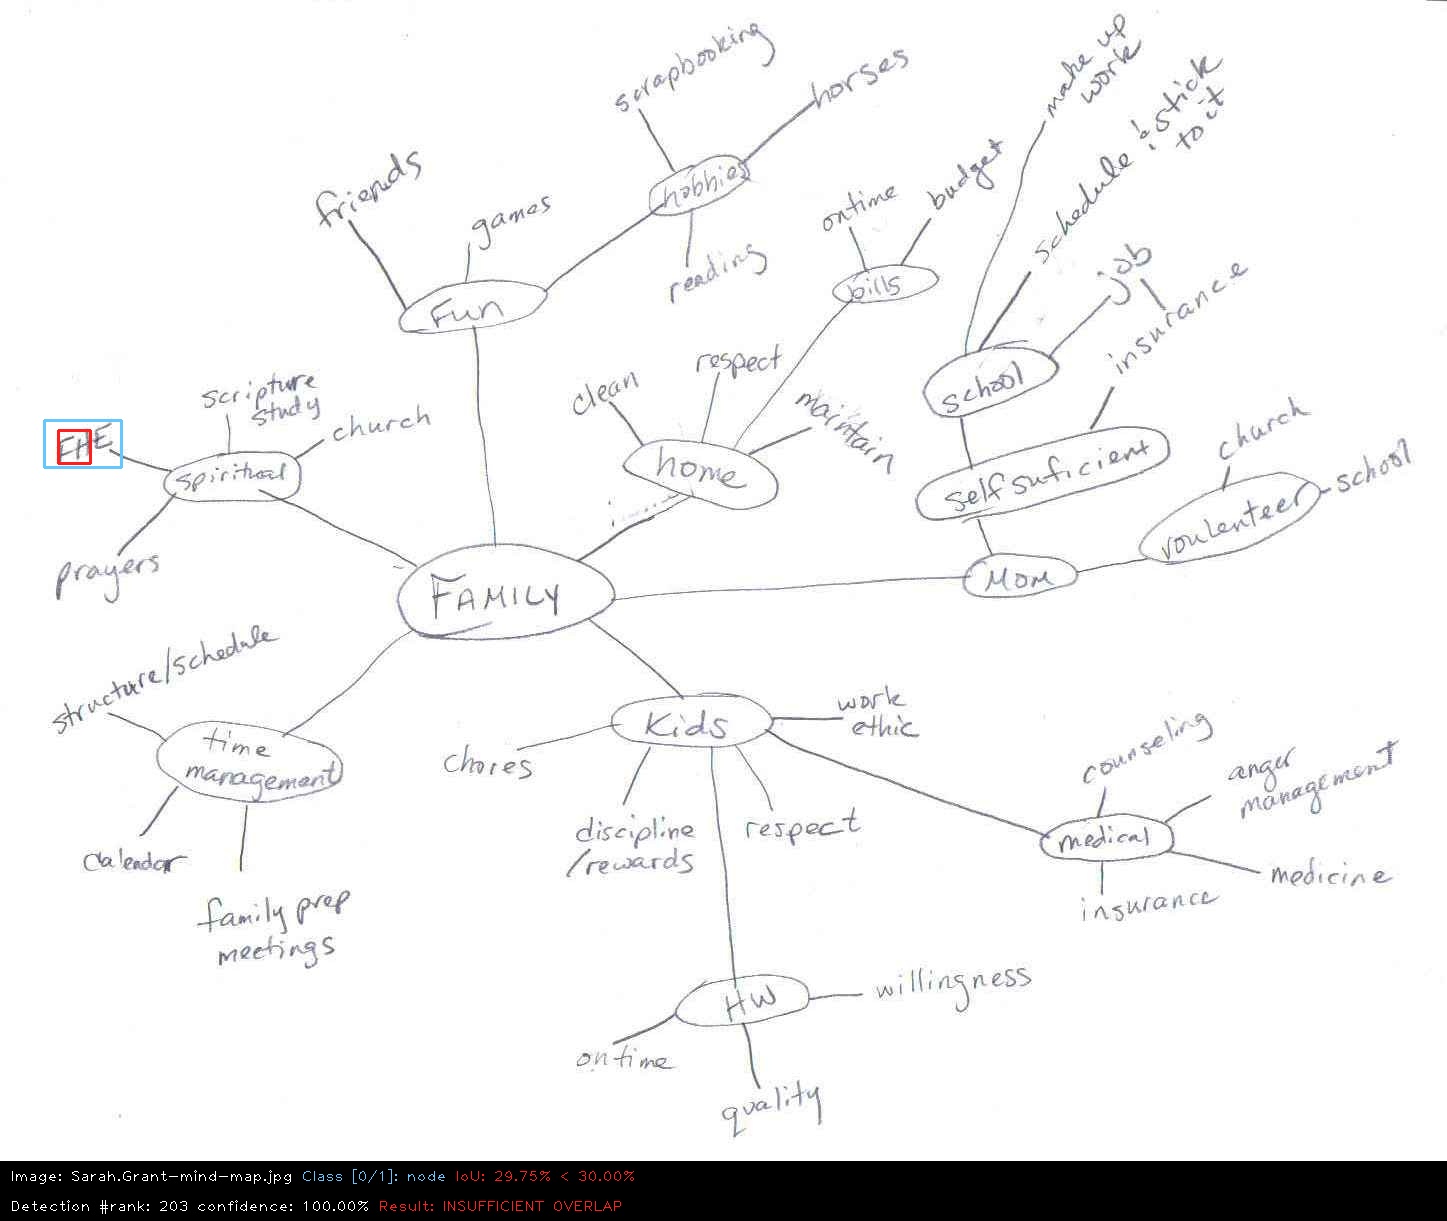 make up
work
scrapbooking
horses
schedule & stick
to it
friends
games
hobbies
reading
ontime
budget
bills
job
insurance
Fun
scripture
study
church
FHE
spiritual
prayers
clean
respect
maintain
home
school
self suficient
church
school
voulenteer
Mom
FAMILY
structure/schedule
time
management
Calendar
family prep
meetings
Kids
work
ethic
chores
discipline
/rewards
respect
counseling
anger
management
medical
medicine
insurance
HW
willingness
on time
quality
Image: Sarah.Grant-mind-map.jpg Class [0/1]: node IoU: 29.75% < 30.00%
Detection #rank: 203 confidence: 100.00% Result: INSUFFICIENT OVERLAP